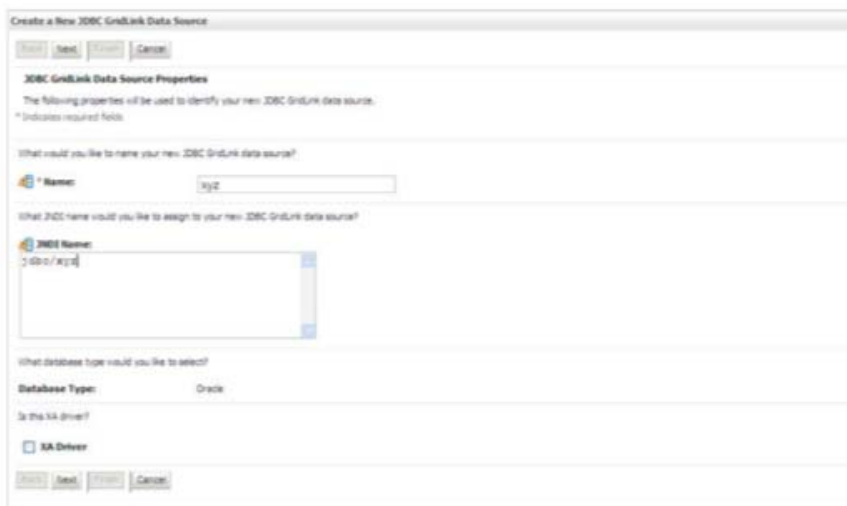 Create a New JDBC GridLink Data Source
Back Next Finish Cancel
JDBC GridLink Data Source Properties
The following properties will be used to identify your new JDBC GridLink data source.
* Indicates required fields
What would you like to name your new JDBC GridLink data source?
* Name: xyz
What JNDI name would you like to assign to your new JDBC GridLink data source?
JNDI Name:
jdbc/xyz
What database type would you like to select?
Database Type: Oracle
Is this XA driver?
XA Driver
Back Next Finish Cancel